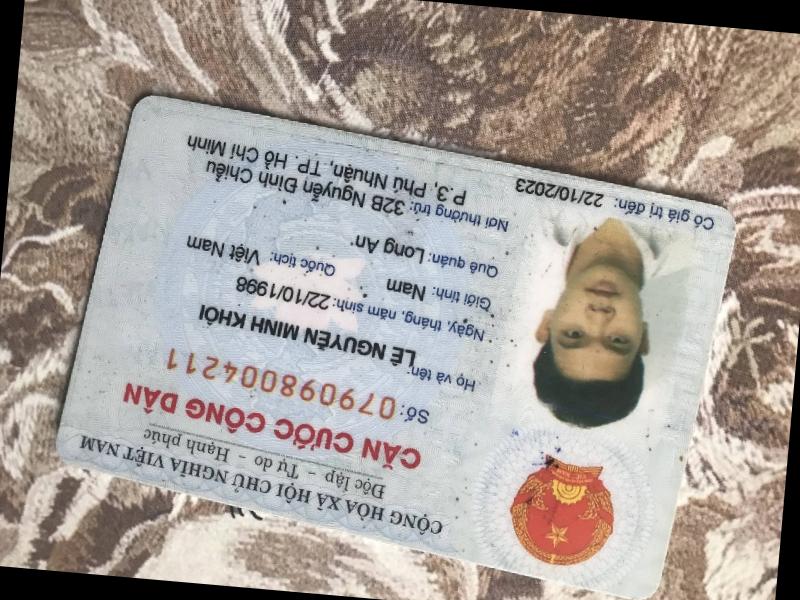 CỘNG HÒA XÃ HỘI CHỦ NGHĨA VIỆT NAM
Độc lập - Tự do - Hạnh phúc
CĂN CƯỚC CÔNG DÂN
Số: 079098004211
Họ và tên: LÊ NGUYỄN MINH KHÔI
Ngày, tháng, năm sinh: 22/10/1998
Giới tính: Nam Quốc tịch: Việt Nam
Quê quán: Long An
Nơi thường trú: 32B Nguyễn Đình Chiểu
P.3, Phú Nhuận, TP. Hồ Chí Minh
Có giá trị đến: 22/10/2023